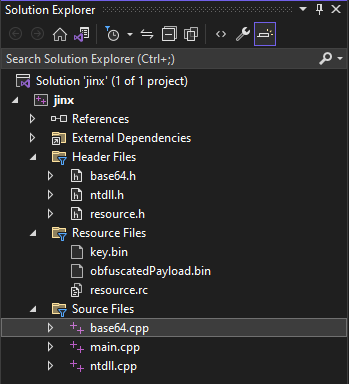 Solution Explorer
Search Solution Explorer (Ctrl+;)
Solution 'jinx' (1 of 1 project)
jinx
References
External Dependencies
Header Files
base64.h
ntdll.h
resource.h
Resource Files
key.bin
obfuscatedPayload.bin
resource.rc
Source Files
base64.cpp
main.cpp
ntdll.cpp